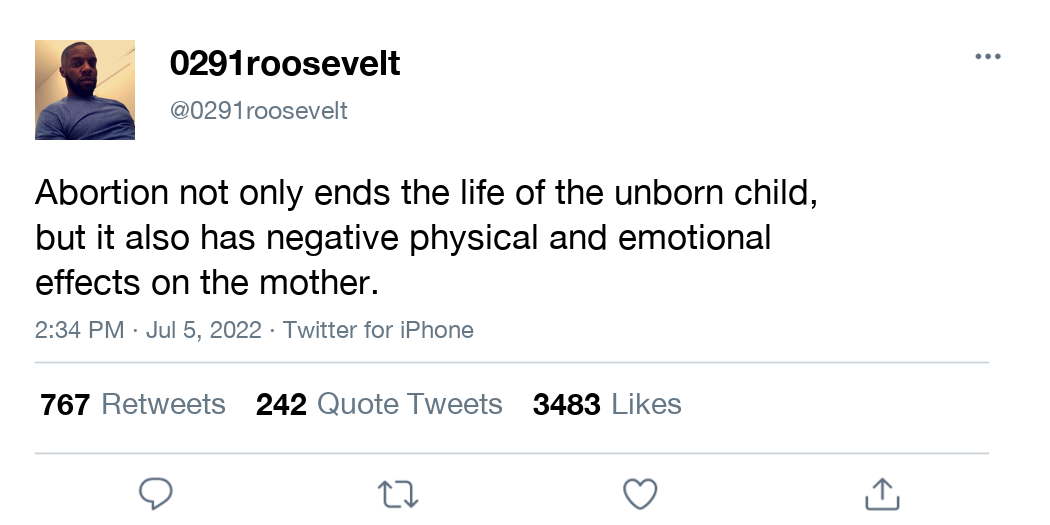 0291roosevelt
@0291roosevelt
Abortion not only ends the life of the unborn child,
but it also has negative physical and emotional
effects on the mother.
2:34 PM · Jul 5, 2022 · Twitter for iPhone
767 Retweets 242 Quote Tweets 3483 Likes